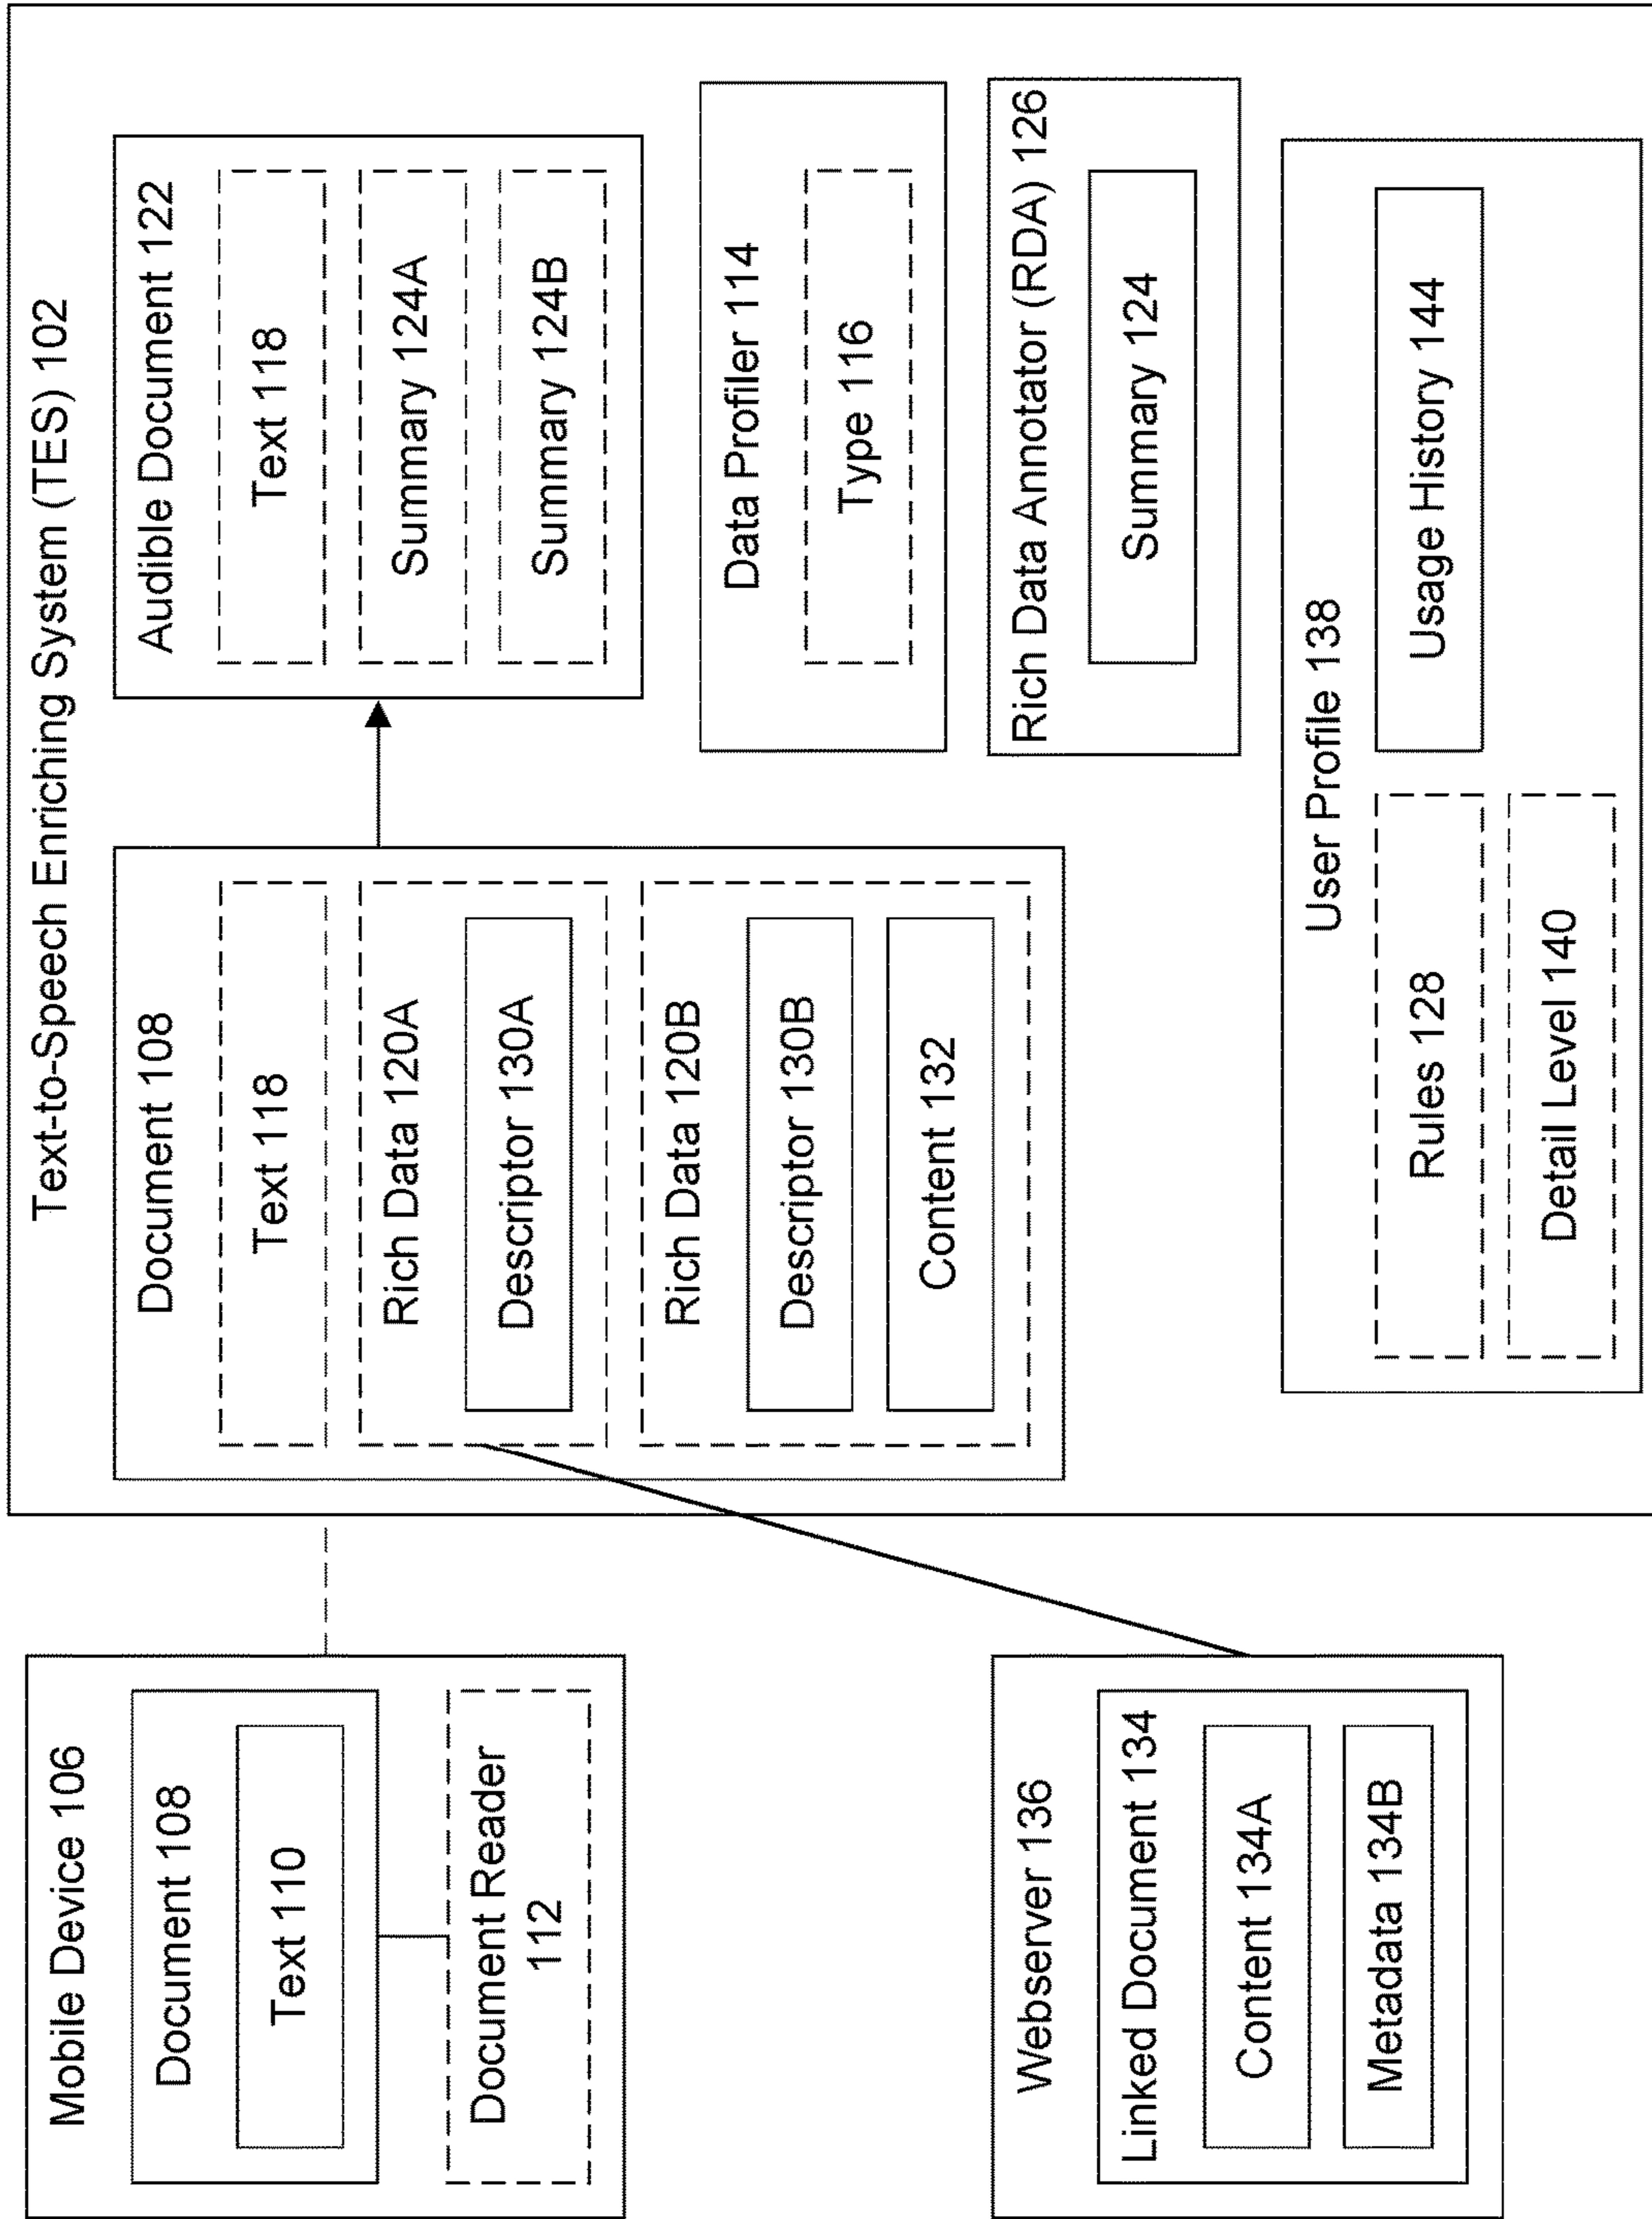 Text-to-Speech Enriching System (TES) 102
Mobile Device 106
Document 108
Text 110
Document Reader
112
Webserver 136
Linked Document 134
Content 134A
Metadata 134B
Document 108
Text 118
Rich Data 120A
Descriptor 130A
Rich Data 120B
Descriptor 130B
Content 132
Audible Document 122
Text 118
Summary 124A
Summary 124B
Data Profiler 114
Type 116
Rich Data Annotator (RDA) 126
Summary 124
User Profile 138
Rules 128
Detail Level 140
Usage History 144